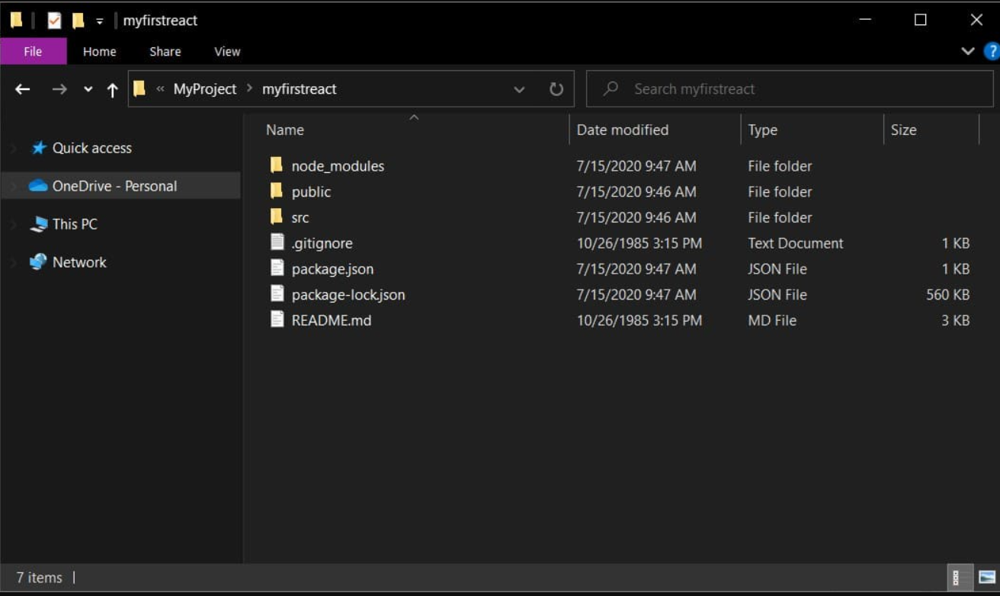 myfirstreact
File Home Share View ?
« MyProject > myfirstreact Search myfirstreact
Name Date modified Type Size
Quick access
OneDrive - Personal
This PC
Network
node_modules 7/15/2020 9:47 AM File folder
public 7/15/2020 9:46 AM File folder
src 7/15/2020 9:46 AM File folder
.gitignore 10/26/1985 3:15 PM Text Document 1 KB
package.json 7/15/2020 9:47 AM JSON File 1 KB
package-lock.json 7/15/2020 9:47 AM JSON File 560 KB
README.md 10/26/1985 3:15 PM MD File 3 KB
7 items